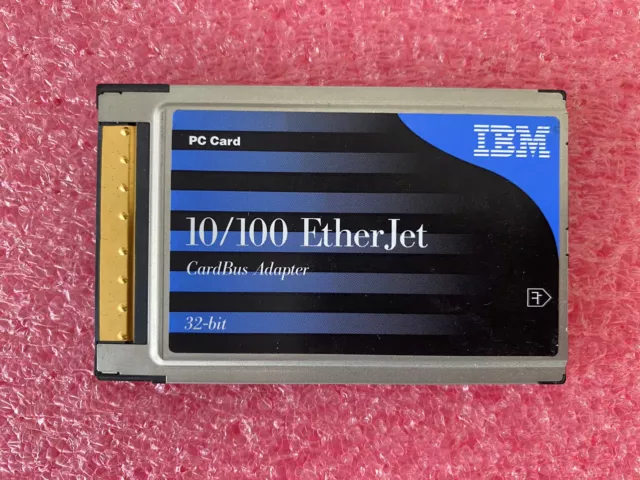 PC Card
IBM
10/100 EtherJet
CardBus Adapter
32-bit